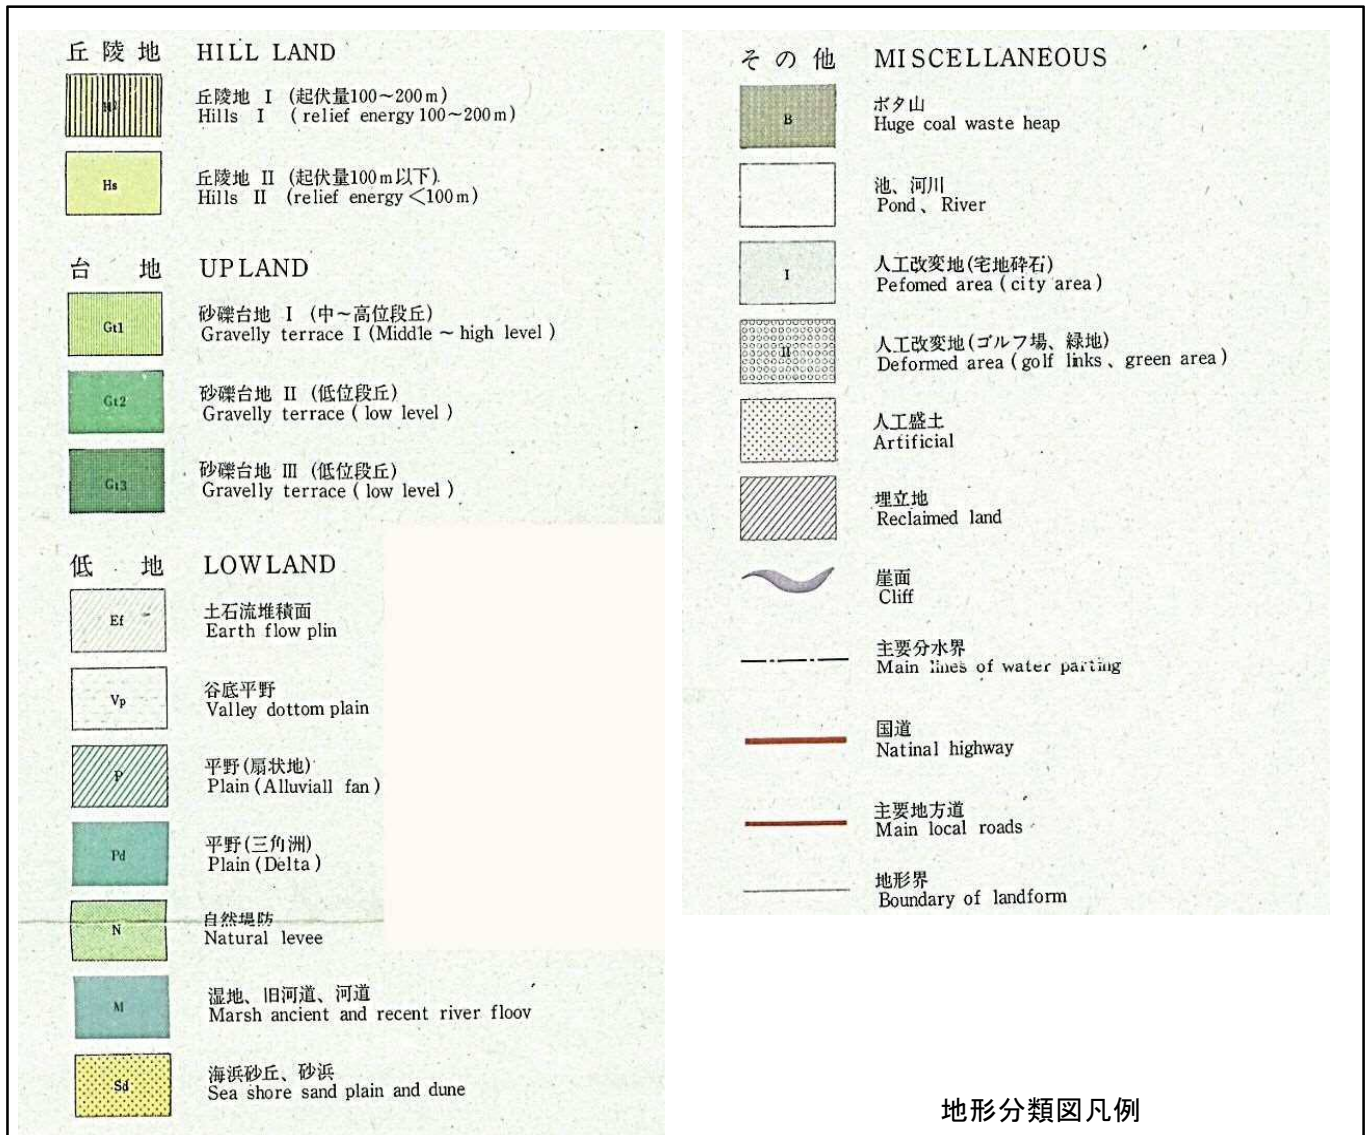 丘陵地 HILL LAND
丘陵地 I (起伏量100~200m)
Hills I (relief energy 100~200m)
Hs
丘陵地 II (起伏量100m以下)
Hills II (relief energy <100m)
台地 UPLAND
Gt1
砂礫台地 I (中~高位段丘)
Gravelly terrace I (Middle ~ high level)
Gt2
砂礫台地 II (低位段丘)
Gravelly terrace (low level)
Gt3
砂礫台地 III (低位段丘)
Gravelly terrace (low level)
低地 LOWLAND
Ef
土石流堆積面
Earth flow plin
Vp
谷底平野
Valley dottom plain
P
平野(扇状地)
Plain (Alluviall fan)
Pd
平野(三角洲)
Plain (Delta)
N
自然堤防
Natural levee
M
湿地、旧河道、河道
Marsh ancient and recent river floov
Sd
海浜砂丘、砂浜
Sea shore sand plain and dune
その他 MISCELLANEOUS
B
ボタ山
Huge coal waste heap
池、河川
Pond、River
I
人工改変地(宅地砕石)
Pefomed area (city area)
II
人工改変地(ゴルフ場、緑地)
Deformed area (golf links、green area)
人工盛土
Artificial
埋立地
Reclaimed land
崖面
Cliff
主要分水界
Main lines of water parting
国道
Natinal highway
主要地方道
Main local roads
地形界
Boundary of landform
地形分類図凡例